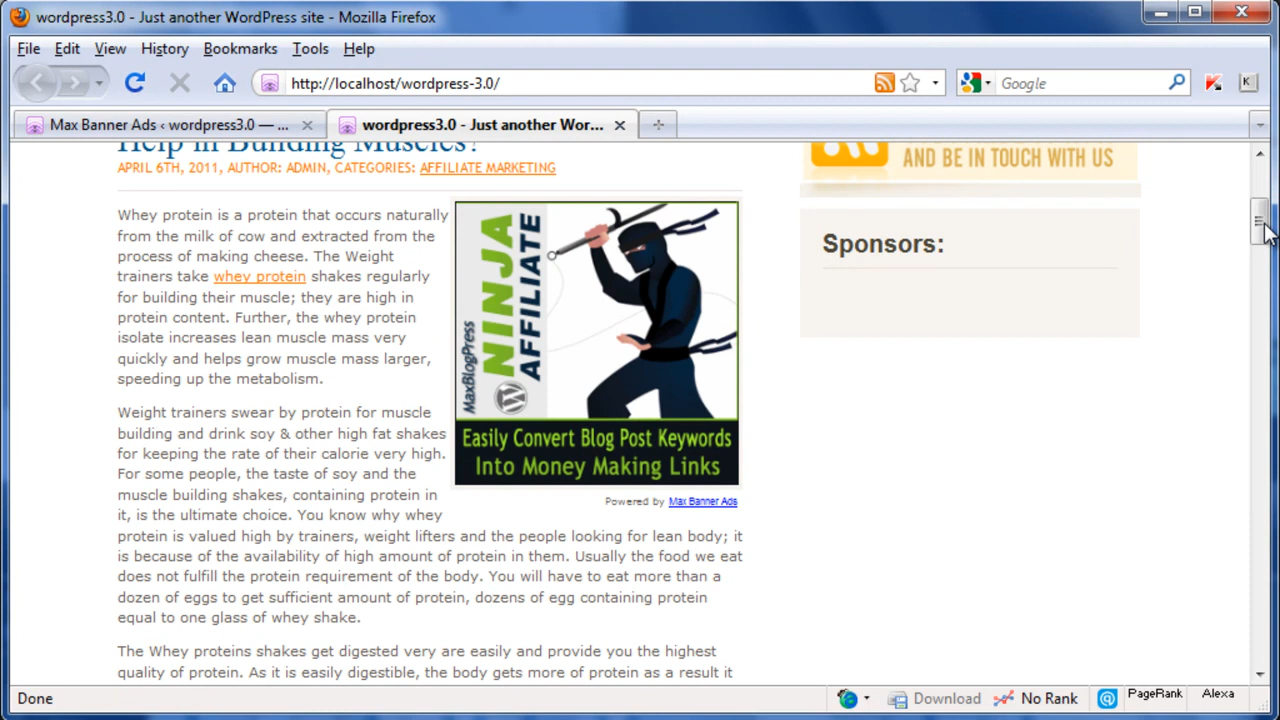 wordpress3.0 - Just another WordPress site - Mozilla Firefox
File Edit View History Bookmarks Tools Help
http://localhost/wordpress-3.0/
Google
K
Max Banner Ads ‹ wordpress3.0 — ...
wordpress3.0 - Just another Wor...
Help in Building Muscles?
APRIL 6TH, 2011, AUTHOR: ADMIN, CATEGORIES: AFFILIATE MARKETING
Whey protein is a protein that occurs naturally
from the milk of cow and extracted from the
process of making cheese. The Weight
trainers take whey protein shakes regularly
for building their muscle; they are high in
protein content. Further, the whey protein
isolate increases lean muscle mass very
quickly and helps grow muscle mass larger,
speeding up the metabolism.
Weight trainers swear by protein for muscle
building and drink soy & other high fat shakes
for keeping the rate of their calorie very high.
For some people, the taste of soy and the
muscle building shakes, containing protein in
it, is the ultimate choice. You know why whey
protein is valued high by trainers, weight lifters and the people looking for lean body; it
is because of the availability of high amount of protein in them. Usually the food we eat
does not fulfill the protein requirement of the body. You will have to eat more than a
dozen of eggs to get sufficient amount of protein, dozens of egg containing protein
equal to one glass of whey shake.
The Whey proteins shakes get digested very are easily and provide you the highest
quality of protein. As it is easily digestible, the body gets more of protein as a result it
MaxBlogPress
NINJA
AFFILIATE
Easily Convert Blog Post Keywords
Into Money Making Links
Powered by Max Banner Ads
AND BE IN TOUCH WITH US
Sponsors:
Done
Download
No Rank
PageRank
Alexa